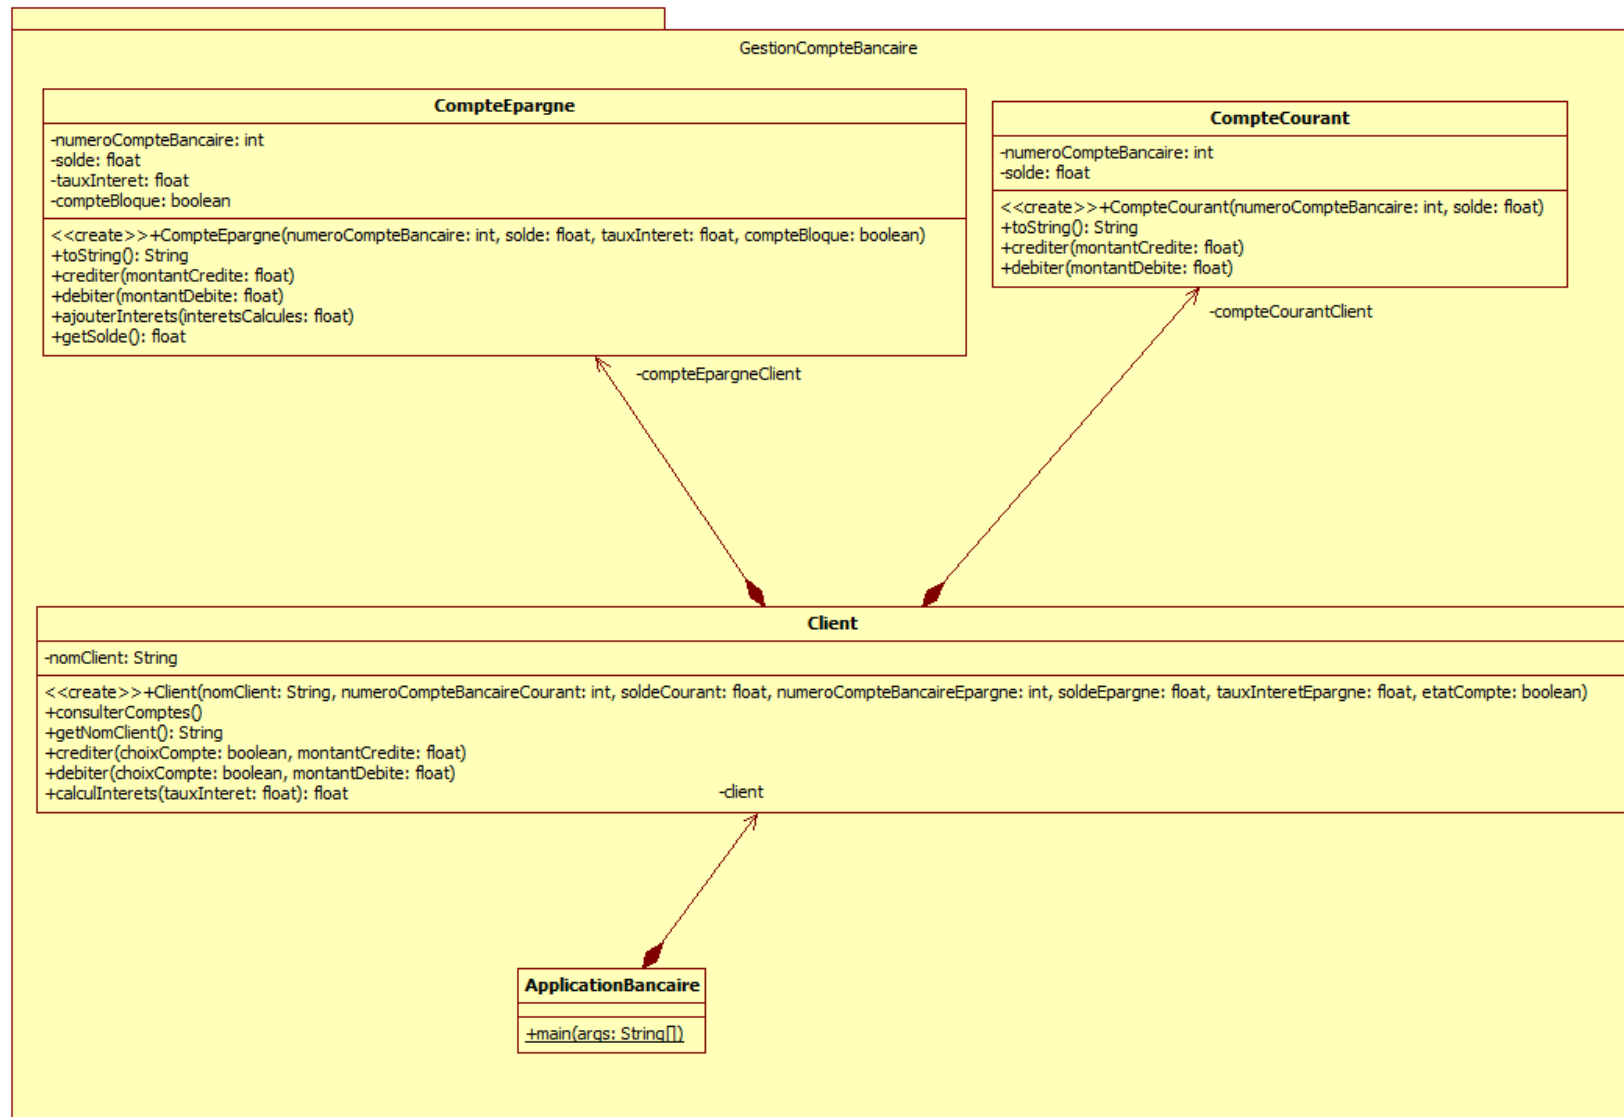 GestionCompteBancaire
CompteEpargne
-numeroCompteBancaire: int
-solde: float
-tauxInteret: float
-compteBloque: boolean
<<create>>+CompteEpargne(numeroCompteBancaire: int, solde: float, tauxInteret: float, compteBloque: boolean)
+toString(): String
+crediter(montantCredite: float)
+debiter(montantDebite: float)
+ajouterInterets(interetsCalcules: float)
+getSolde(): float
CompteCourant
-numeroCompteBancaire: int
-solde: float
<<create>>+CompteCourant(numeroCompteBancaire: int, solde: float)
+toString(): String
+crediter(montantCredite: float)
+debiter(montantDebite: float)
-compteCourantClient
-compteEpargneClient
Client
-nomClient: String
<<create>>+Client(nomClient: String, numeroCompteBancaireCourant: int, soldeCourant: float, numeroCompteBancaireEpargne: int, soldeEpargne: float, tauxInteretEpargne: float, etatCompte: boolean)
+consulterComptes()
+getNomClient(): String
+crediter(choixCompte: boolean, montantCredite: float)
+debiter(choixCompte: boolean, montantDebite: float)
+calculInterets(tauxInteret: float): float
-client
ApplicationBancaire
+main(args: String[])